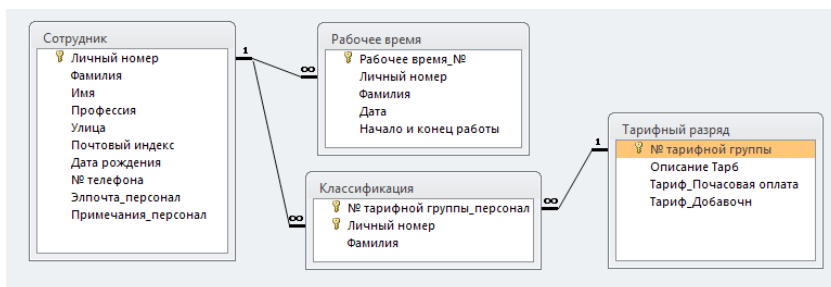 Сотрудник
Личный номер
Фамилия
Имя
Профессия
Улица
Почтовый индекс
Дата рождения
№ телефона
Элпочта_персонал
Примечания_персонал
1
∞
∞
Рабочее время
Рабочее время_№
Личный номер
Фамилия
Дата
Начало и конец работы
Классификация
№ тарифной группы_персонал
Личный номер
Фамилия
∞
1
Тарифный разряд
№ тарифной группы
Описание Тарб
Тариф_Почасовая оплата
Тариф_Добавочн